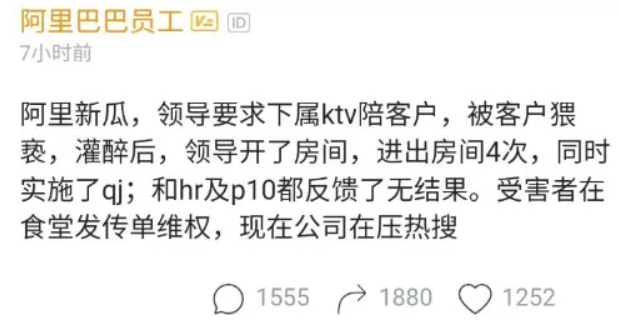 阿里巴巴员工 V ID
7小时前
阿里新瓜，领导要求下属ktv陪客户，被客户猥
亵，灌醉后，领导开了房间，进出房间4次，同时
实施了qj；和hr及p10都反馈了无结果。受害者在
食堂发传单维权，现在公司在压热搜
1555 1880 1252